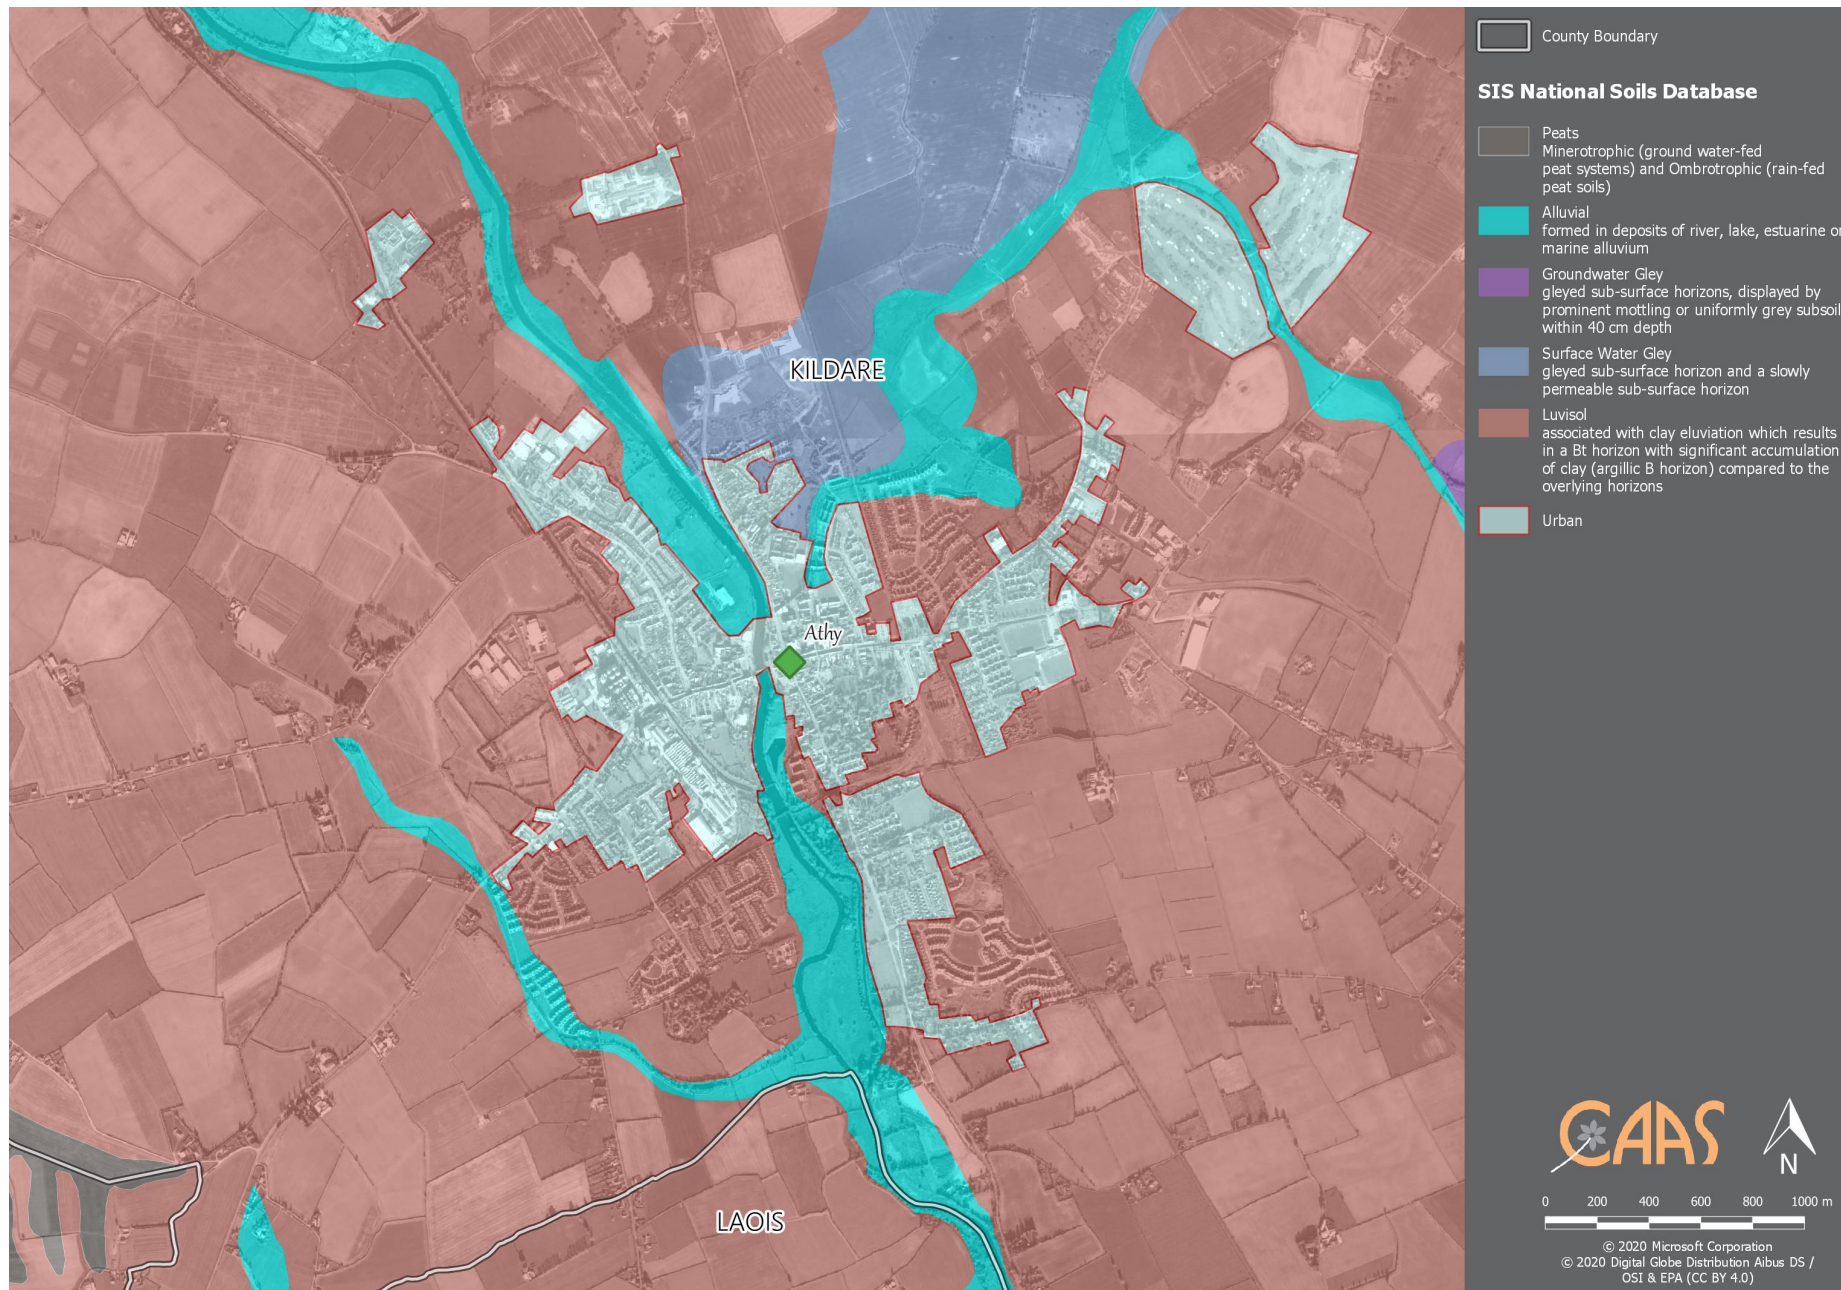 KILDARE
Athy
LAOIS
County Boundary
SIS National Soils Database
Peats
Minerotrophic (ground water-fed
peat systems) and Ombrotrophic (rain-fed
peat soils)
Alluvial
formed in deposits of river, lake, estuarine or
marine alluvium
Groundwater Gley
gleyed sub-surface horizons, displayed by
prominent mottling or uniformly grey subsoil
within 40 cm depth
Surface Water Gley
gleyed sub-surface horizon and a slowly
permeable sub-surface horizon
Luvisol
associated with clay eluviation which results
in a Bt horizon with significant accumulation
of clay (argillic B horizon) compared to the
overlying horizons
Urban
CAAS
N
0 200 400 600 800 1000 m
© 2020 Microsoft Corporation
© 2020 Digital Globe Distribution Aibus DS /
OSI & EPA (CC BY 4.0)